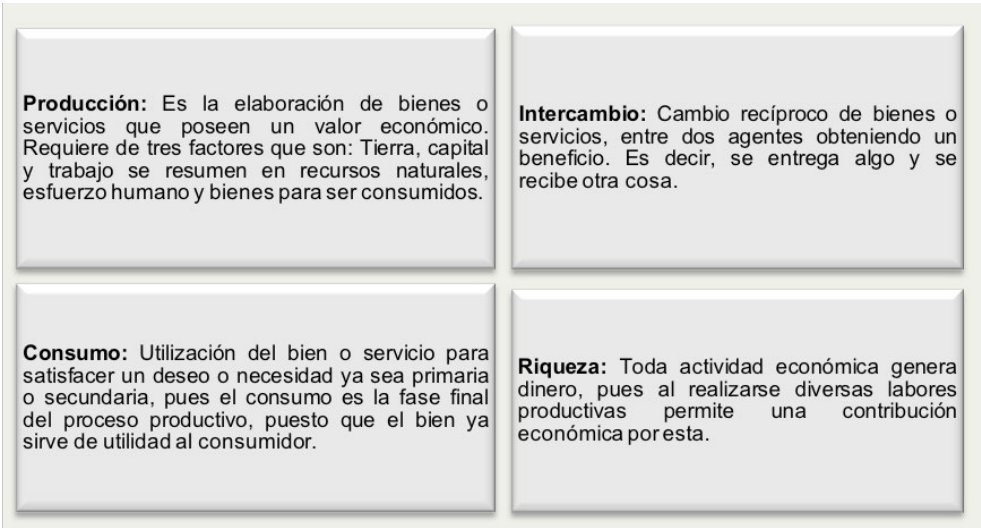 Producción: Es la elaboración de bienes o
servicios que poseen un valor económico.
Requiere de tres factores que son: Tierra, capital
y trabajo se resumen en recursos naturales,
esfuerzo humano y bienes para ser consumidos.
Intercambio: Cambio recíproco de bienes o
servicios, entre dos agentes obteniendo un
beneficio. Es decir, se entrega algo y se
recibe otra cosa.
Consumo: Utilización del bien o servicio para
satisfacer un deseo o necesidad ya sea primaria
o secundaria, pues el consumo es la fase final
del proceso productivo, puesto que el bien ya
sirve de utilidad al consumidor.
Riqueza: Toda actividad económica genera
dinero, pues al realizarse diversas labores
productivas permite una contribución
económica por esta.